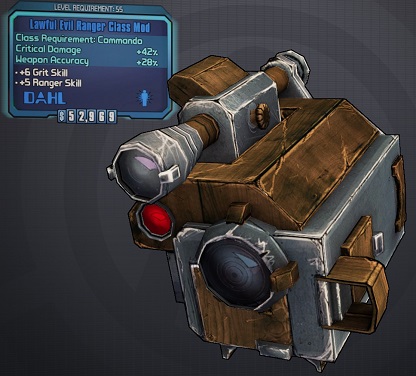 LEVEL REQUIREMENT: 55
Lawful Evil Ranger Class Mod
Class Requirement: Commando
Critical Damage +42%
Weapon Accuracy +28%
• +6 Grit Skill
• +5 Ranger Skill
DAHL
$52,969